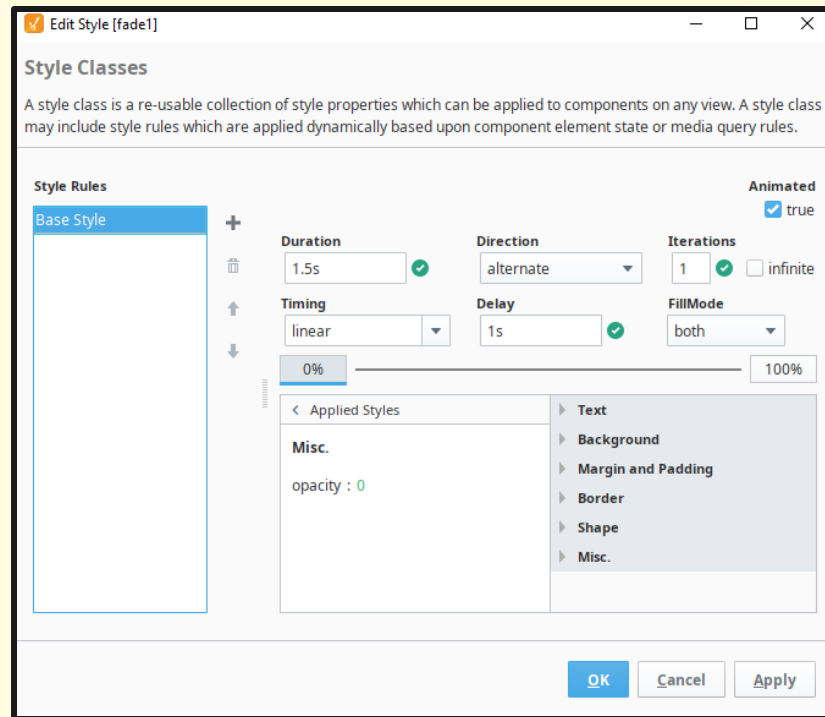 Edit Style [fade1]
Style Classes
A style class is a re-usable collection of style properties which can be applied to components on any view. A style class
may include style rules which are applied dynamically based upon component element state or media query rules.
Style Rules
Animated
Base Style
true
Duration Direction Iterations
1.5s alternate 1 infinite
Timing Delay FillMode
linear 1s both
0% 100%
< Applied Styles
Misc.
opacity : 0
Text
Background
Margin and Padding
Border
Shape
Misc.
OK Cancel Apply